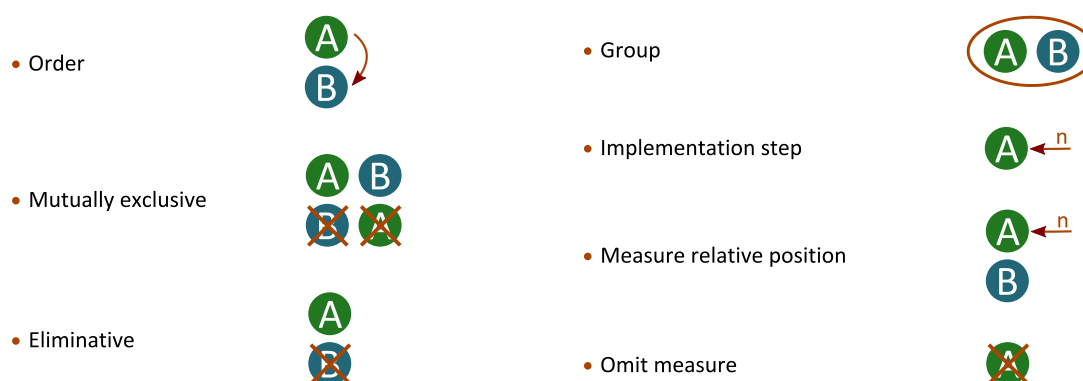 • Order
A
B
• Mutually exclusive
A B
B A
• Eliminative
A
B
• Group
A B
• Implementation step
A n
• Measure relative position
A n
B
• Omit measure
A